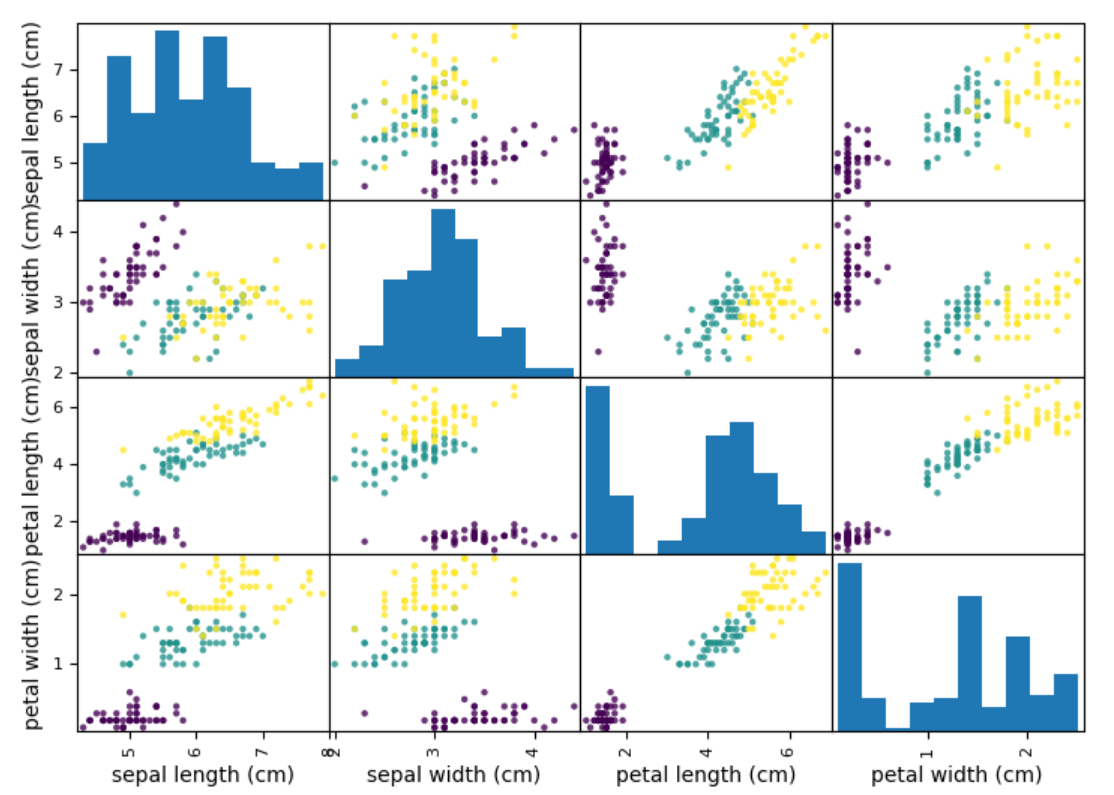 sepal length (cm)
7
6
5
sepal width (cm)
4
3
2
petal length (cm)
6
4
2
petal width (cm)
2
1
5 6 7 8 2 3 4 2 4 6 1 2
sepal length (cm) sepal width (cm) petal length (cm) petal width (cm)